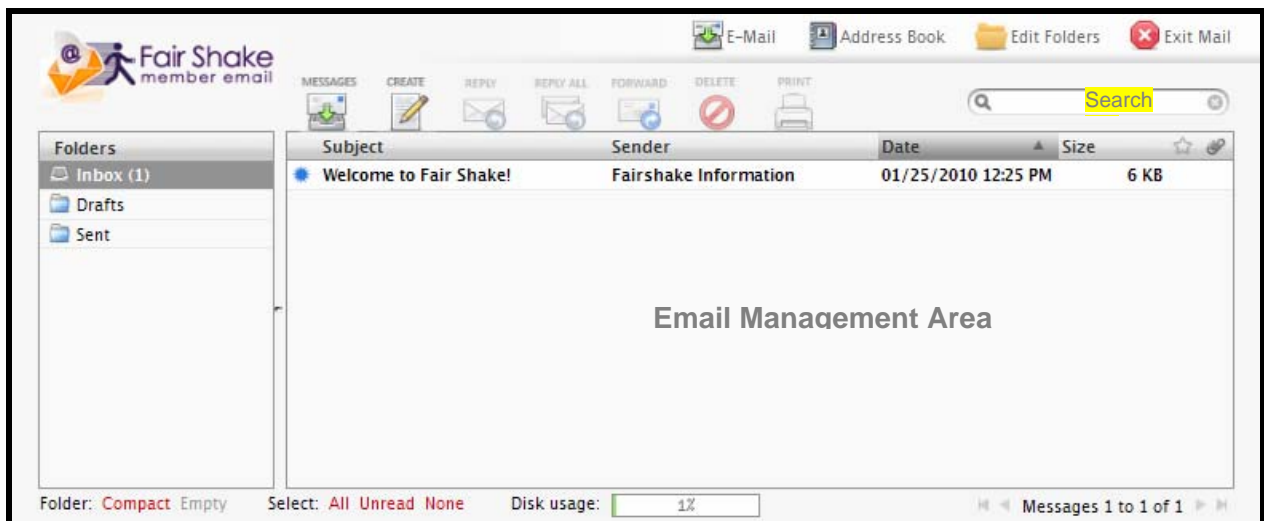 E-Mail Address Book Edit Folders Exit Mail
Fair Shake
member email
MESSAGES CREATE REPLY REPLY ALL FORWARD DELETE PRINT
Search
Folders Subject Sender Date Size
Inbox (1) Welcome to Fair Shake! Fairshake Information 01/25/2010 12:25 PM 6 KB
Drafts
Sent
Email Management Area
Folder: Compact Empty Select: All Unread None Disk usage: 1% Messages 1 to 1 of 1